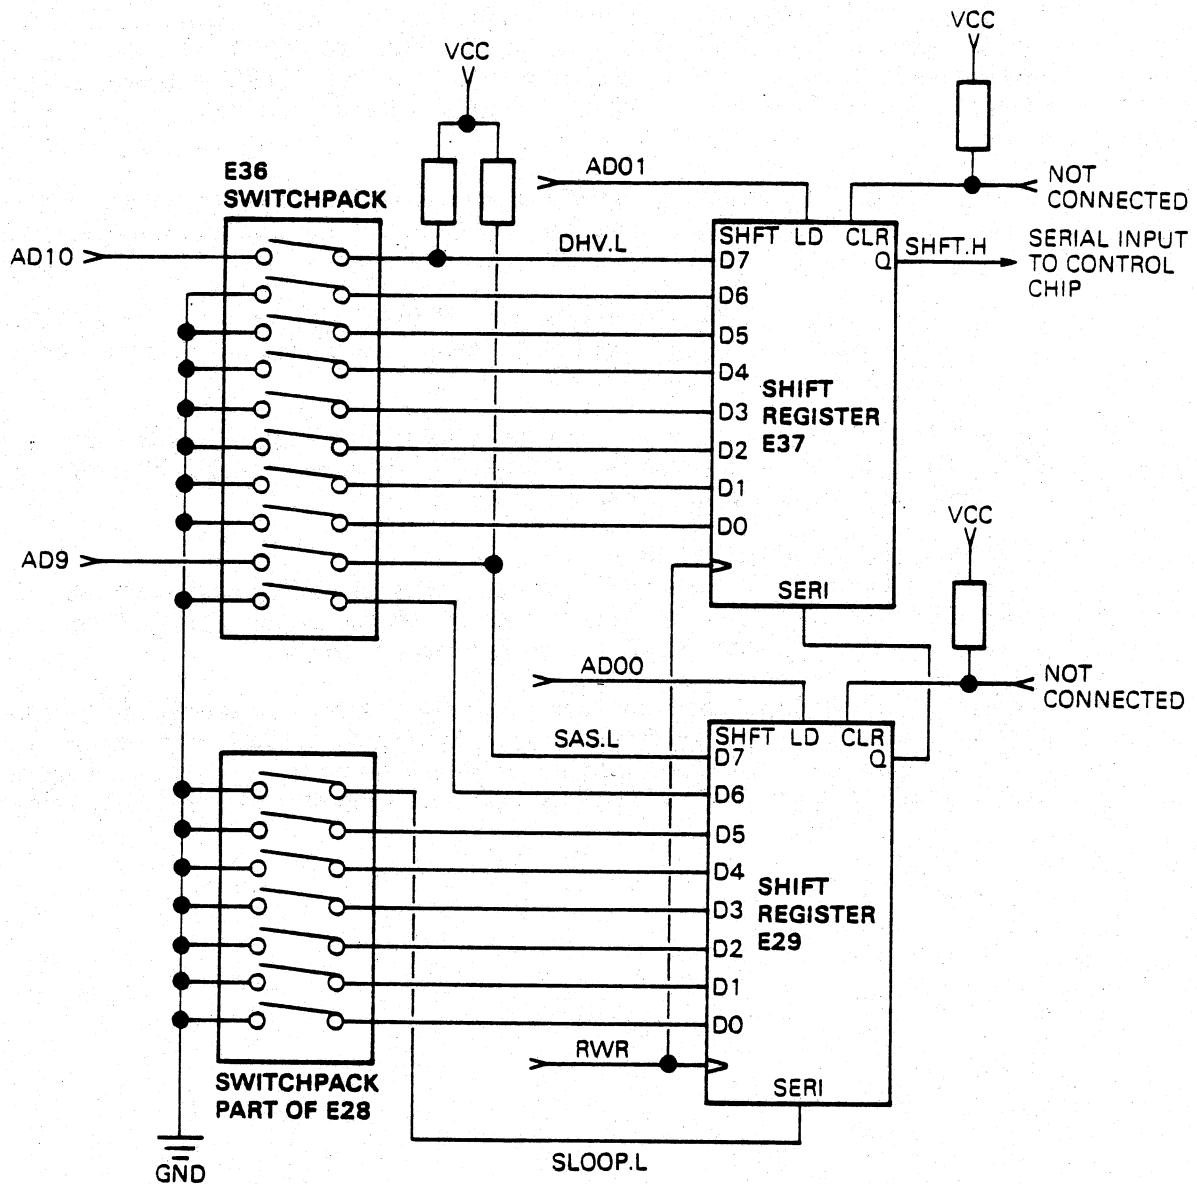 VCC
VCC
E36
SWITCHPACK
AD01
NOT
CONNECTED
AD10
DHV.L
SHFT LD CLR
D7
Q
SHFT.H
SERIAL INPUT
TO CONTROL
CHIP
D6
D5
D4
D3
D2
D1
D0
SHIFT
REGISTER
E37
VCC
AD9
SERI
AD00
NOT
CONNECTED
SAS.L
SHFT LD CLR
D7
Q
D6
D5
D4
D3
D2
D1
D0
SHIFT
REGISTER
E29
RWR
SERI
SWITCHPACK
PART OF E28
SLOOP.L
GND